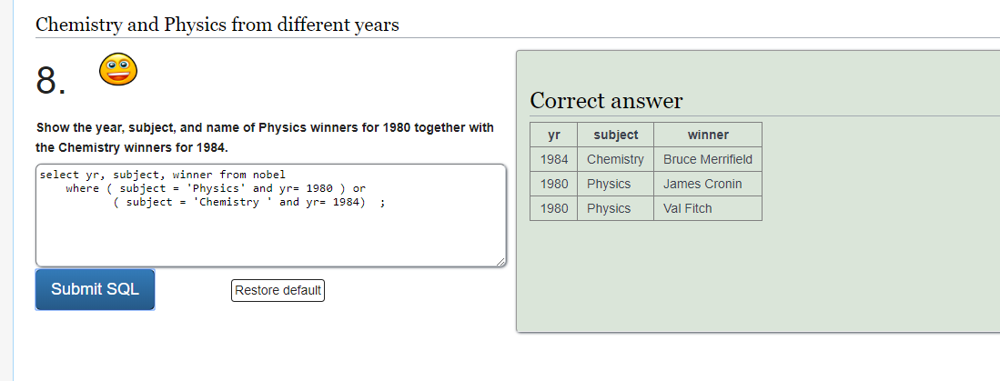 Chemistry and Physics from different years
8.
Show the year, subject, and name of Physics winners for 1980 together with
the Chemistry winners for 1984.
select yr, subject, winner from nobel
where ( subject = 'Physics' and yr= 1980 ) or
( subject = 'Chemistry ' and yr= 1984)  ;
Submit SQL
Restore default
Correct answer
yr subject winner
1984 Chemistry Bruce Merrifield
1980 Physics James Cronin
1980 Physics Val Fitch